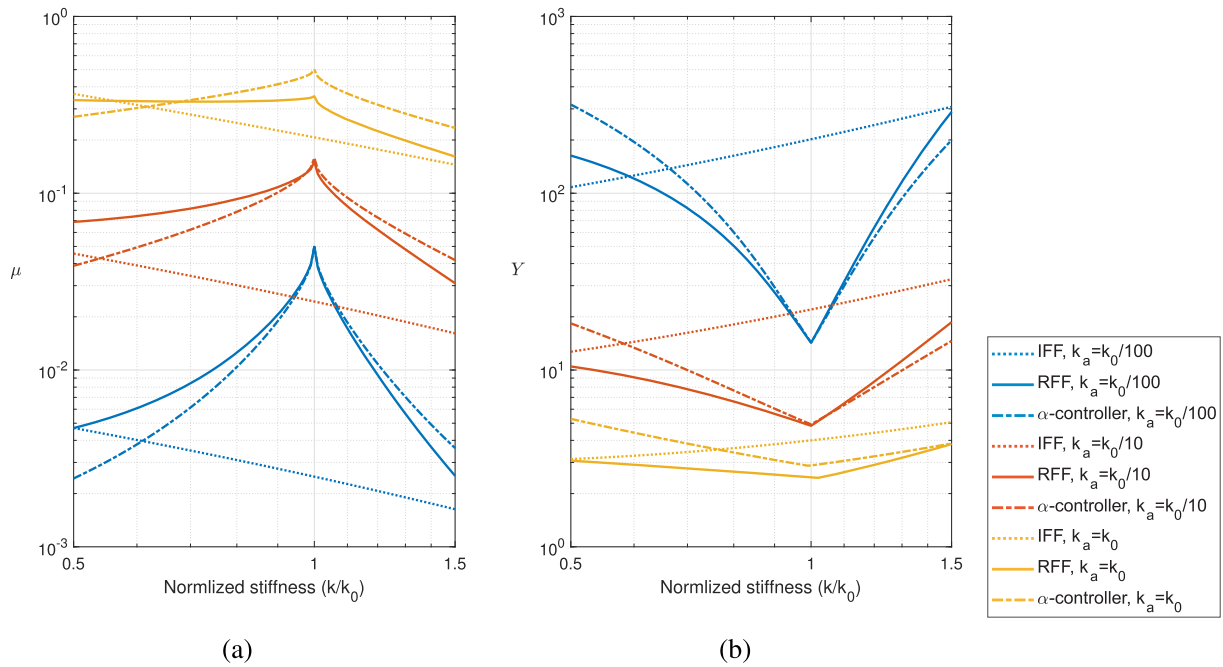 10^0
10^-1
10^-2
10^-3
μ
0.5
1
1.5
Normlized stiffness (k/k_0)
(a)
10^3
10^2
10^1
10^0
Y
0.5
1
1.5
Normlized stiffness (k/k_0)
(b)
IFF, k_a=k_0/100
RFF, k_a=k_0/100
α-controller, k_a=k_0/100
IFF, k_a=k_0/10
RFF, k_a=k_0/10
α-controller, k_a=k_0/10
IFF, k_a=k_0
RFF, k_a=k_0
α-controller, k_a=k_0